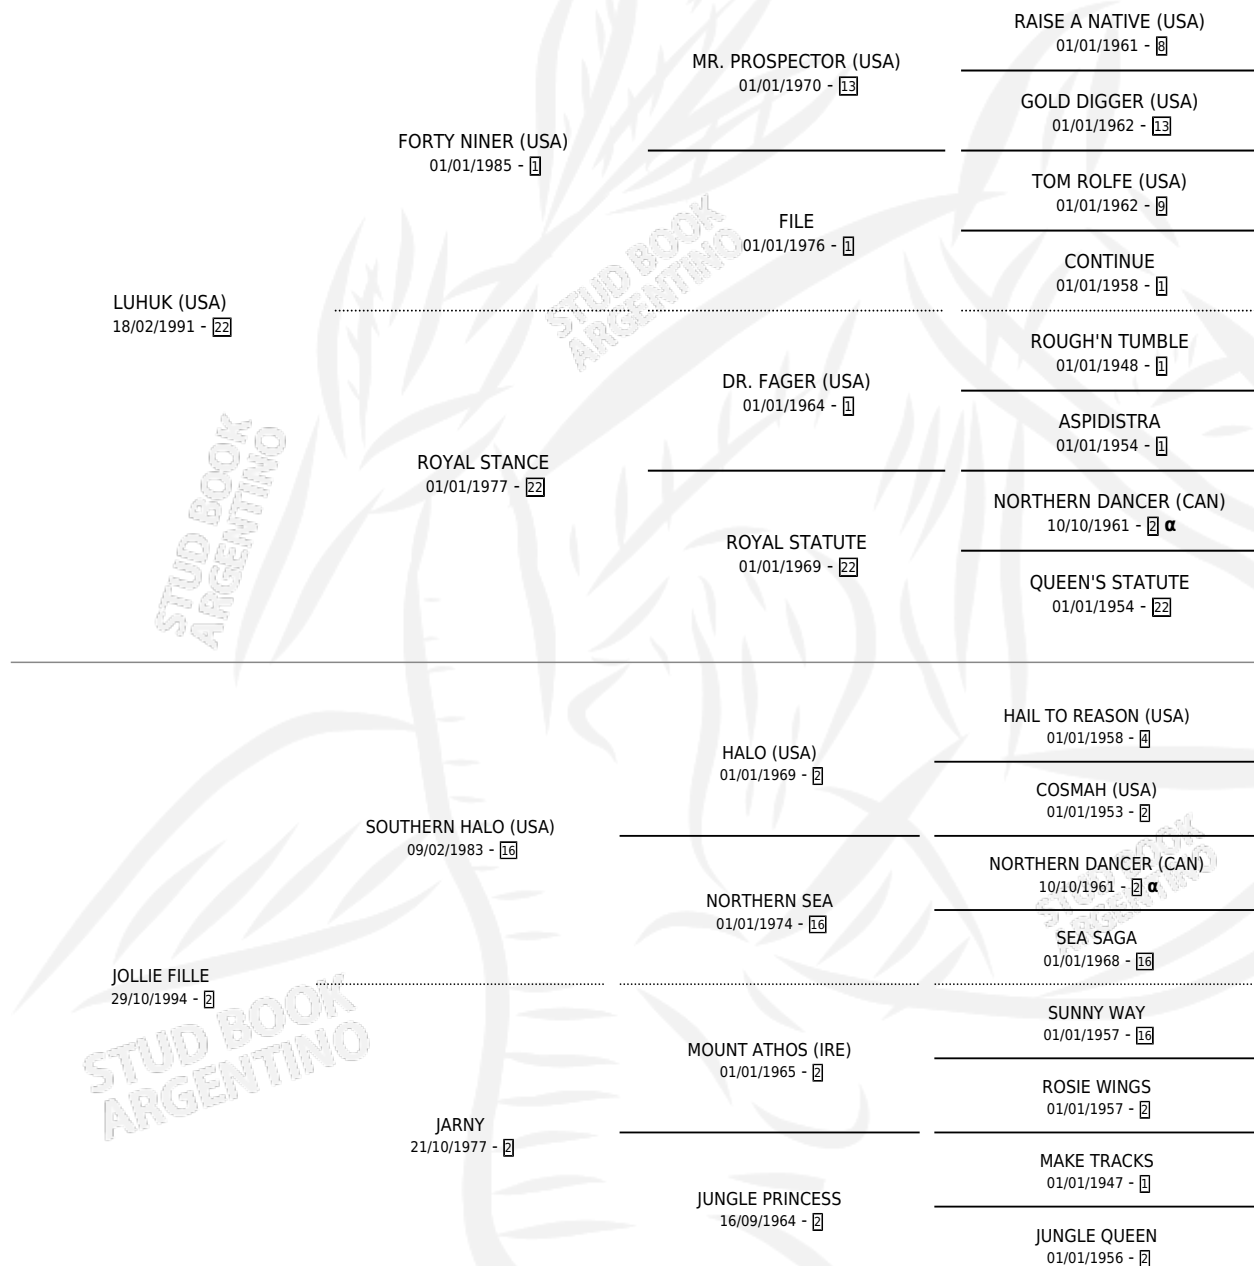 RAISE A NATIVE (USA)
01/01/1961 - 8
MR. PROSPECTOR (USA)
01/01/1970 - 13
GOLD DIGGER (USA)
01/01/1962 - 13
FORTY NINER (USA)
01/01/1985 - 1
TOM ROLFE (USA)
01/01/1962 - 9
FILE
01/01/1976 - 1
CONTINUE
01/01/1958 - 1
LUHUK (USA)
18/02/1991 - 22
ROUGH'N TUMBLE
01/01/1948 - 1
DR. FAGER (USA)
01/01/1964 - 1
ASPIDISTRA
01/01/1954 - 1
ROYAL STANCE
01/01/1977 - 22
NORTHERN DANCER (CAN)
10/10/1961 - 2 α
ROYAL STATUTE
01/01/1969 - 22
QUEEN'S STATUTE
01/01/1954 - 22
HAIL TO REASON (USA)
01/01/1958 - 4
HALO (USA)
01/01/1969 - 2
COSMAH (USA)
01/01/1953 - 2
SOUTHERN HALO (USA)
09/02/1983 - 16
NORTHERN DANCER (CAN)
10/10/1961 - 2 α
NORTHERN SEA
01/01/1974 - 16
SEA SAGA
01/01/1968 - 16
JOLLIE FILLE
29/10/1994 - 2
SUNNY WAY
01/01/1957 - 16
MOUNT ATHOS (IRE)
01/01/1965 - 2
ROSIE WINGS
01/01/1957 - 2
JARNY
21/10/1977 - 2
MAKE TRACKS
01/01/1947 - 1
JUNGLE PRINCESS
16/09/1964 - 2
JUNGLE QUEEN
01/01/1956 - 2
STUD BOOK
ARGENTINO
STUD BOOK
ARGENTINO
STUD BOOK
ARGENTINO
STUD BOOK
ARGENTINO